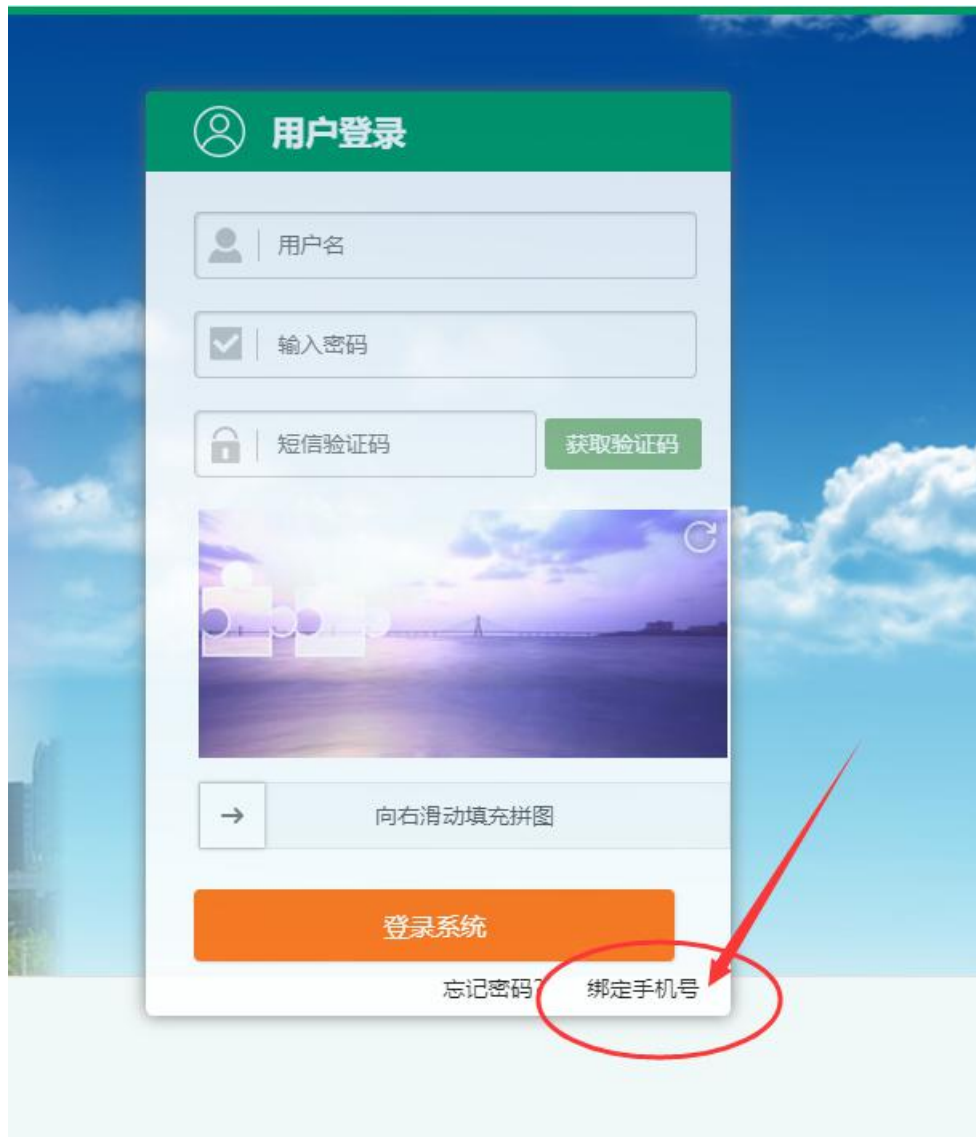 用户登录
用户名
输入密码
短信验证码 获取验证码
向右滑动填充拼图
登录系统
忘记密码? 绑定手机号